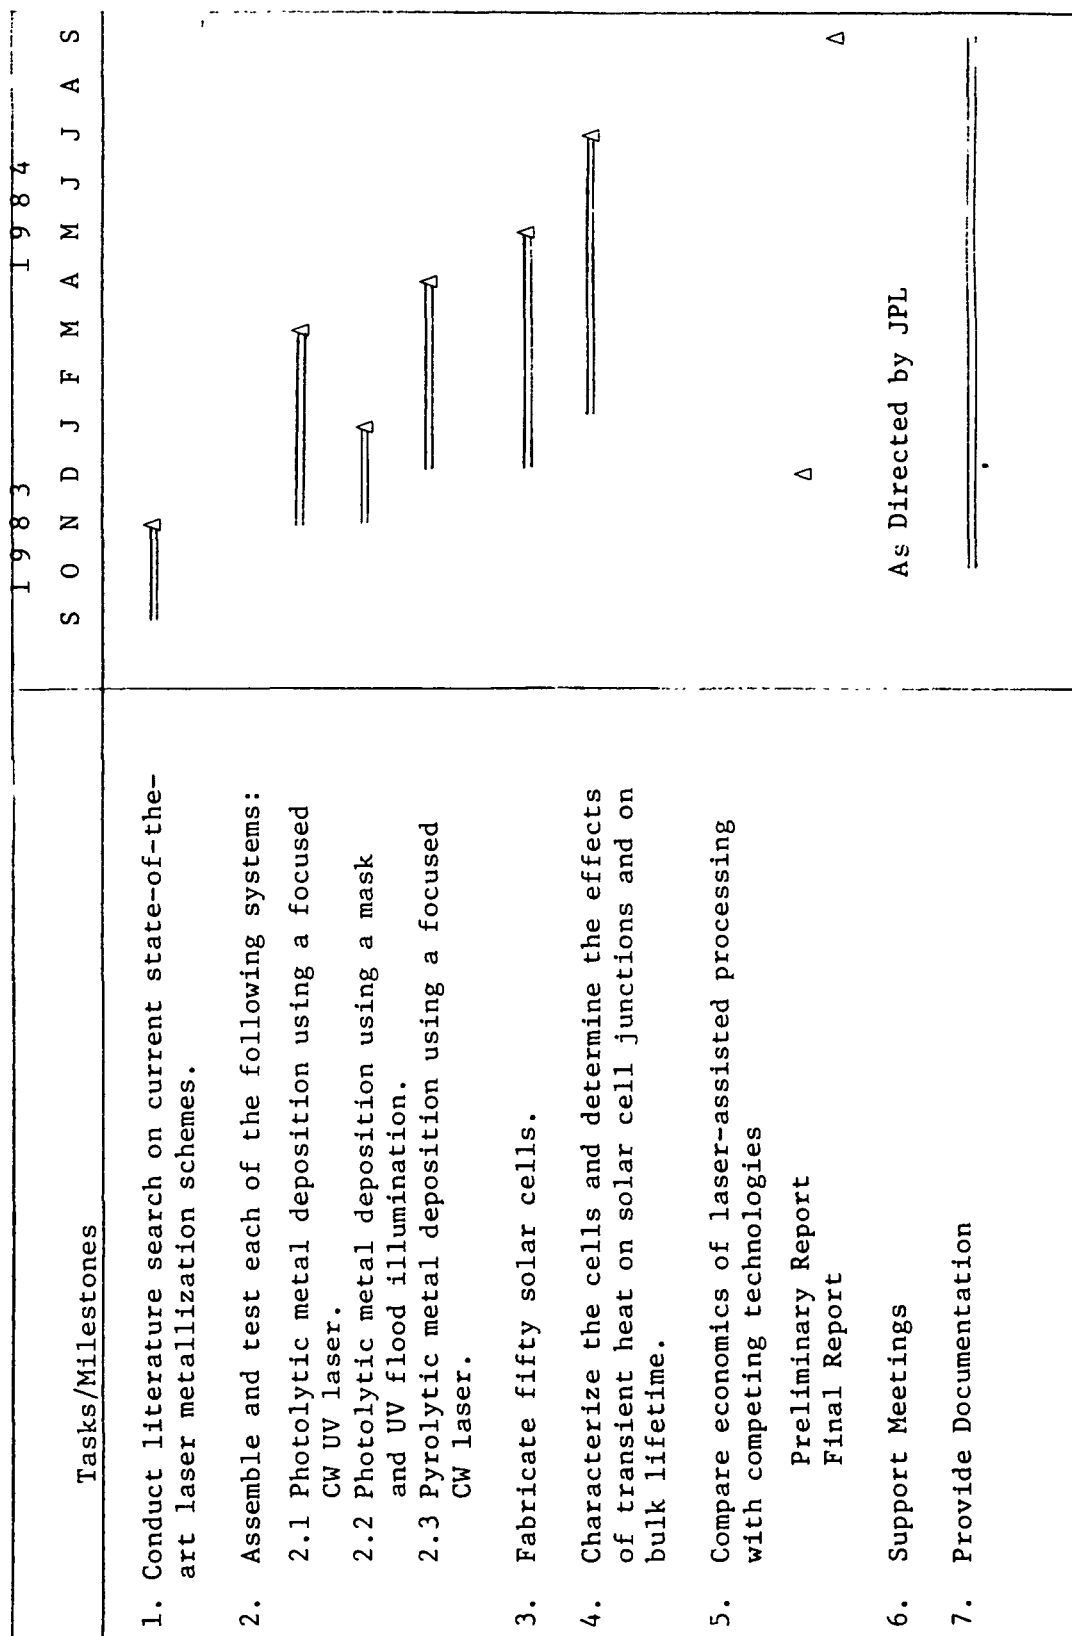 Tasks/Milestones
1 9 8 3
1 9 8 4
S O N D J F M A M J J A S
1. Conduct literature search on current state-of-the-
art laser metallization schemes.
2. Assemble and test each of the following systems:
2.1 Photolytic metal deposition using a focused
CW UV laser.
2.2 Photolytic metal deposition using a mask
and UV flood illumination.
2.3 Pyrolytic metal deposition using a focused
CW laser.
3. Fabricate fifty solar cells.
4. Characterize the cells and determine the effects
of transient heat on solar cell junctions and on
bulk lifetime.
5. Compare economics of laser-assisted processing
with competing technologies
Preliminary Report
Final Report
6. Support Meetings
As Directed by JPL
7. Provide Documentation